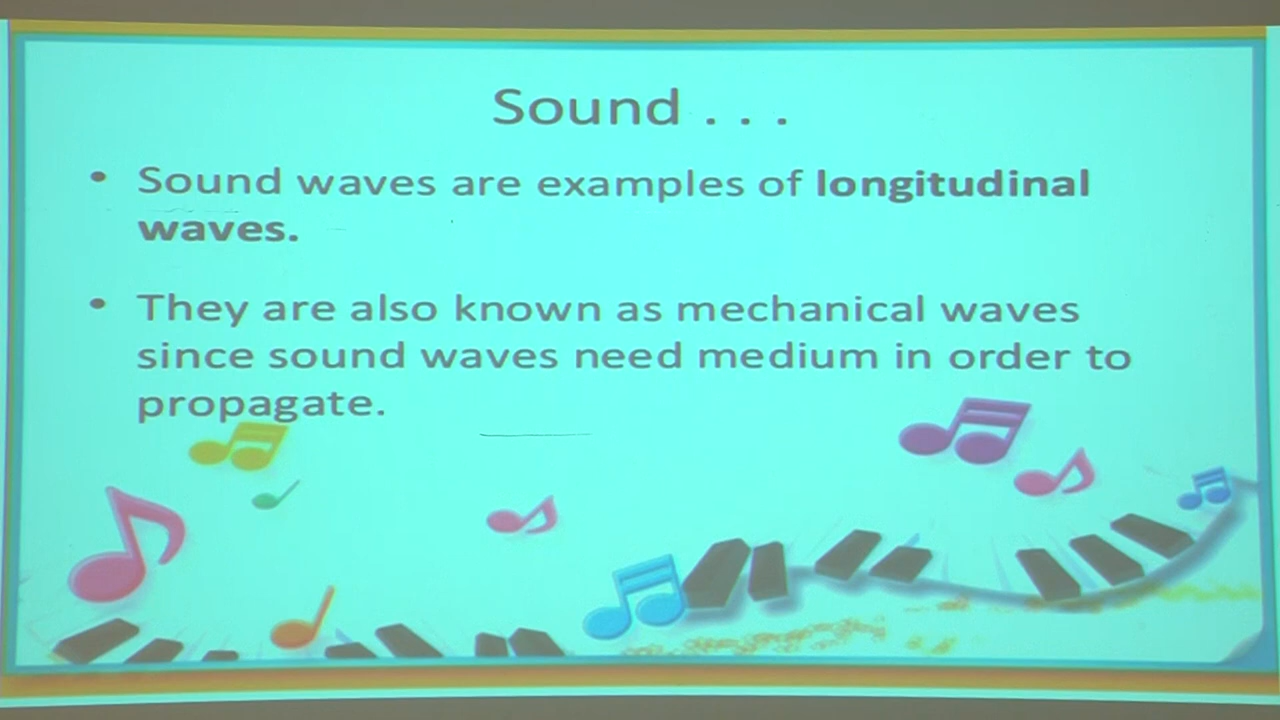 Sound . . .
• Sound waves are examples of longitudinal
waves.
• They are also known as mechanical waves
since sound waves need medium in order to
propagate.